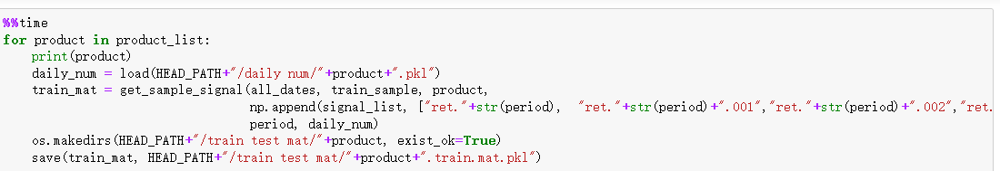 %%time
for product in product_list:
    print(product)
    daily_num = load(HEAD_PATH+"/daily num/"+product+".pkl")
    train_mat = get_sample_signal(all_dates, train_sample, product,
                                  np.append(signal_list, ["ret."+str(period),  "ret."+str(period)+".001","ret."+str(period)+".002","ret.
                                  period, daily_num)
    os.makedirs(HEAD_PATH+"/train test mat/"+product, exist_ok=True)
    save(train_mat, HEAD_PATH+"/train test mat/"+product+".train.mat.pkl")